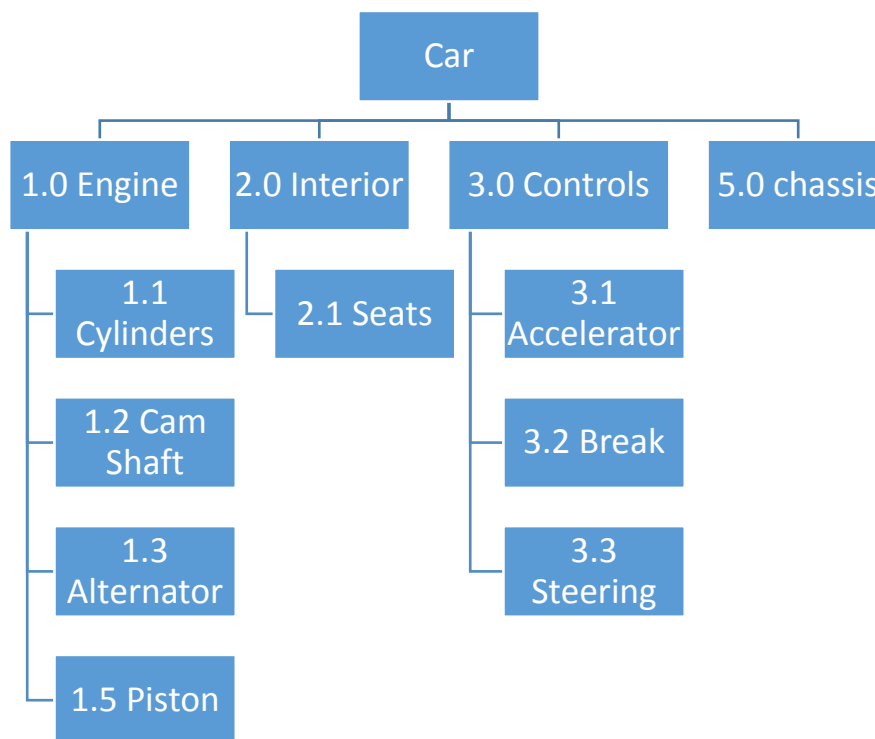 Car
1.0 Engine
2.0 Interior
3.0 Controls
5.0 chassis
1.1
Cylinders
1.2 Cam
Shaft
1.3
Alternator
1.5 Piston
2.1 Seats
3.1
Accelerator
3.2 Break
3.3
Steering